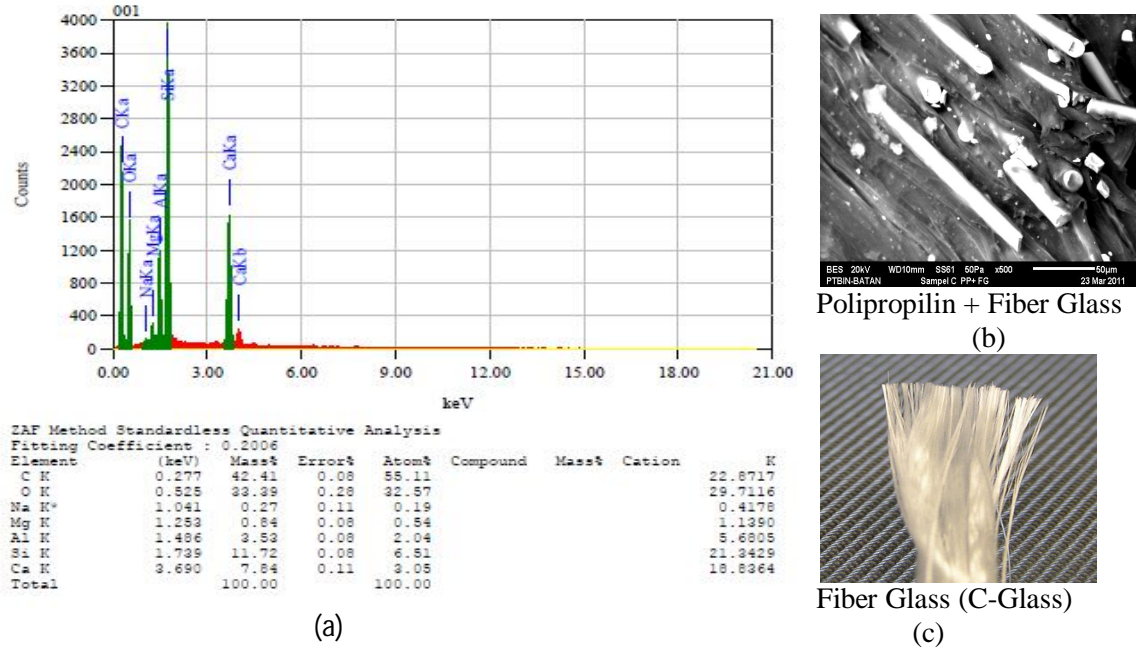 001
4000
3600
3200
2800
2400
2000
1600
1200
800
400
0
Counts
CKa
OKa
NaKa
MgKa
AlKa
SiKa
CaKa
CaKb
0.00 3.00 6.00 9.00 12.00 15.00 18.00 21.00
keV
ZAF Method Standardless Quantitative Analysis
Fitting Coefficient : 0.2006
Element (keV) Mass% Error% Atom% Compound Mass% Cation K
C K 0.277 42.41 0.08 55.11 22.8717
O K 0.525 33.39 0.28 32.57 29.7116
Na K* 1.041 0.27 0.11 0.19 0.4178
Mg K 1.253 0.84 0.08 0.54 1.1390
Al K 1.486 3.53 0.08 2.04 5.6805
Si K 1.739 11.72 0.08 6.51 21.3429
Ca K 3.690 7.84 0.11 3.05 18.8364
Total 100.00 100.00
(a)
BES 20kV WD10mm SS61 50Pa x500 50µm
PTBIN-BATAN Sampel C PP+ FG 23 Mar 2011
Polipropilin + Fiber Glass
(b)
Fiber Glass (C-Glass)
(c)